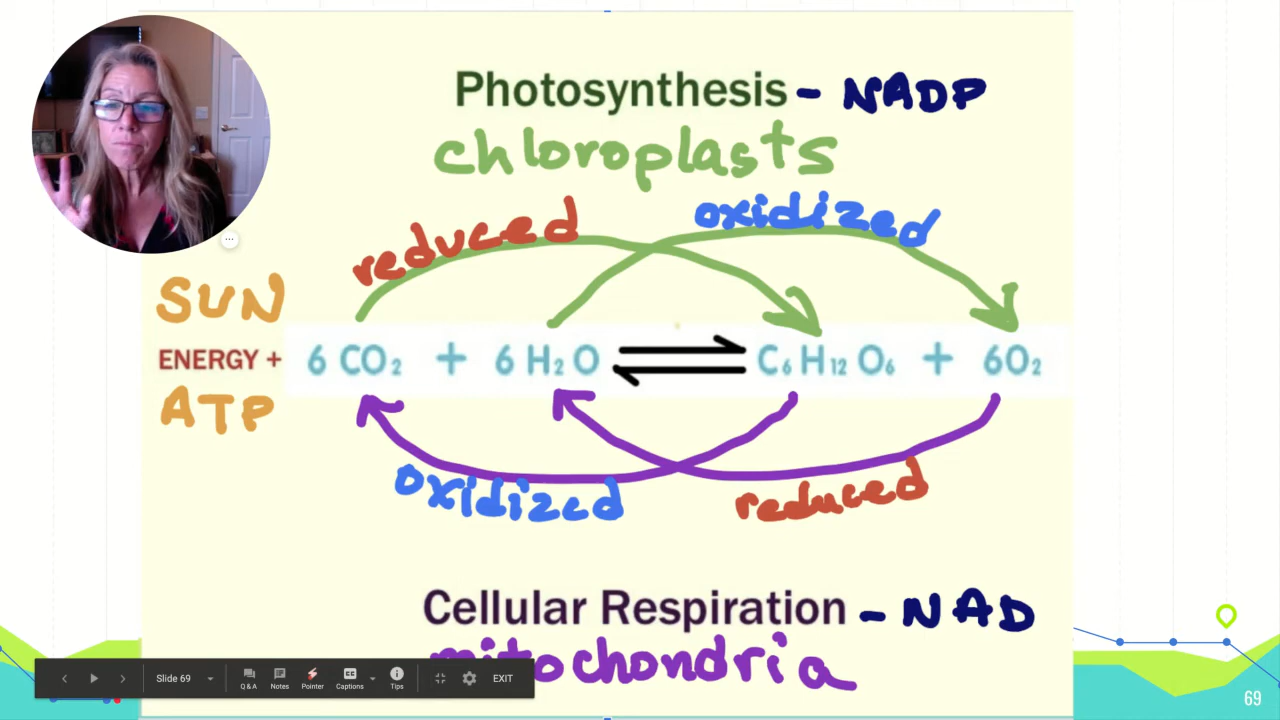 Photosynthesis - NADP
chloroplasts
reduced oxidized
SUN
ENERGY + 6 CO₂ + 6 H₂O ⇌ C₆H₁₂O₆ + 6O₂
ATP
oxidized reduced
Cellular Respiration - NAD
mitochondria
Slide 69 Q & A Notes Pointer CC Captions Tips EXIT
69